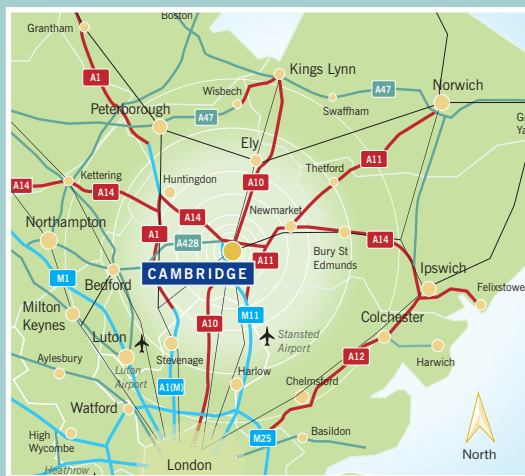 Boston
Grantham
A1
Kings Lynn
Wisbech
A47
Norwich
Peterborough
A47
Swaffham
Ely
A11
Thetford
Kettering
Huntingdon
A10
A14
A14
A14
Newmarket
Northampton
A1
A428
Bury St
Edmunds
A14
A11
CAMBRIDGE
Ipswich
M1
Bedford
Felixstowe
Milton
Keynes
A10
M11
Colchester
Luton
Stansted
Airport
Aylesbury
Luton
Airport
Stevenage
A12
Harwich
A1(M)
Harlow
Chelmsford
Watford
High
Wycombe
M25
Basildon
London
North
Heathrow